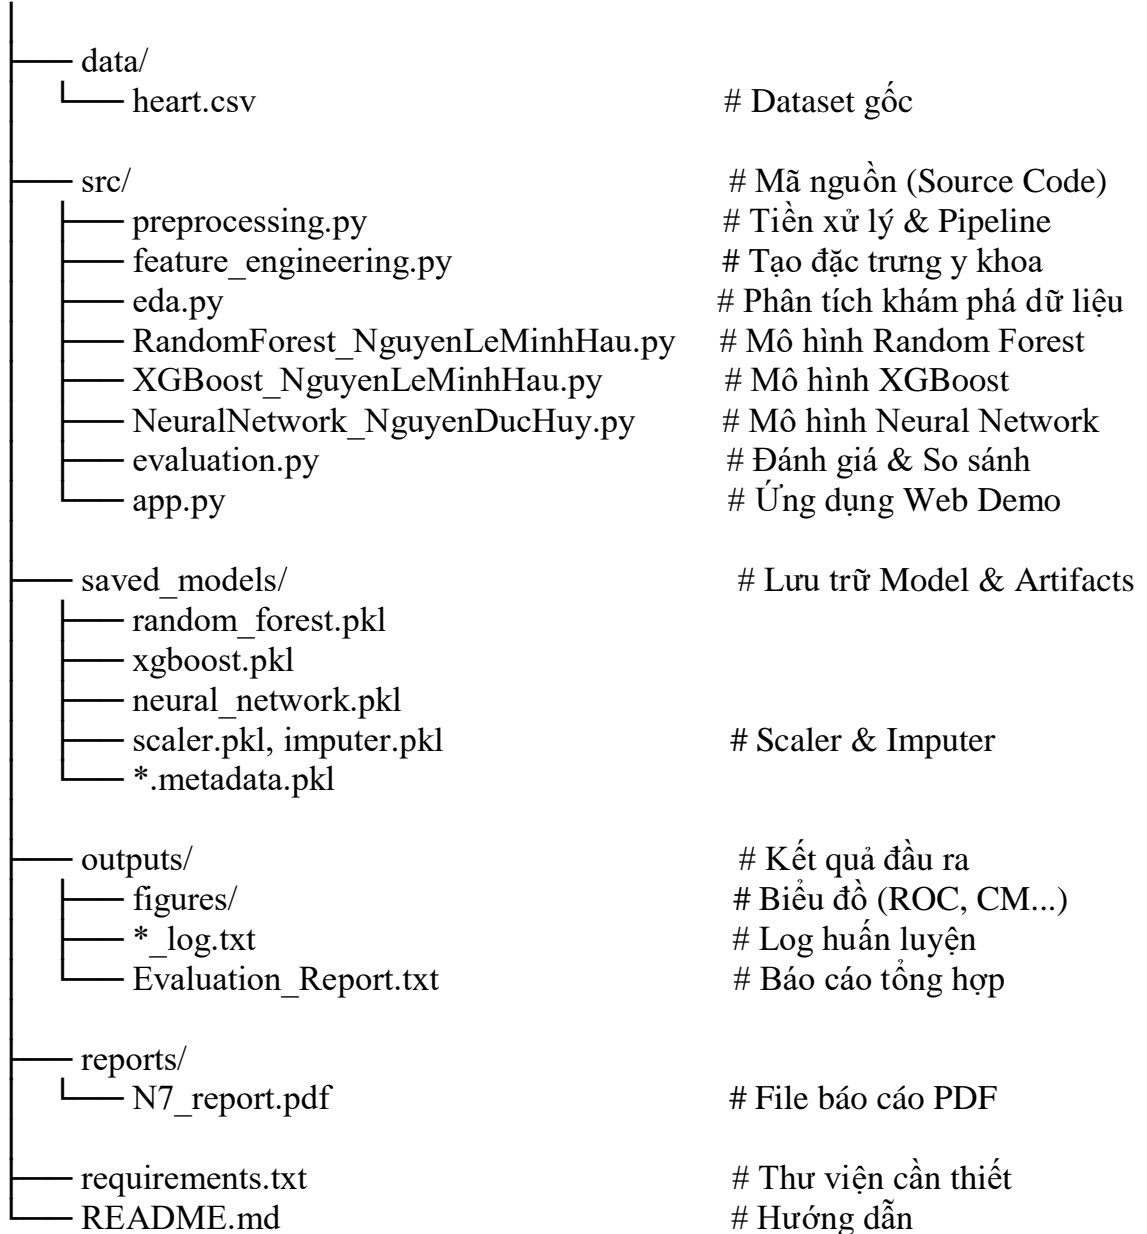 data/
heart.csv # Dataset gốc
src/ # Mã nguồn (Source Code)
preprocessing.py # Tiền xử lý & Pipeline
feature_engineering.py # Tạo đặc trưng y khoa
eda.py # Phân tích khám phá dữ liệu
RandomForest_NguyenLeMinhHau.py # Mô hình Random Forest
XGBoost_NguyenLeMinhHau.py # Mô hình XGBoost
NeuralNetwork_NguyenDucHuy.py # Mô hình Neural Network
evaluation.py # Đánh giá & So sánh
app.py # Ứng dụng Web Demo
saved_models/ # Lưu trữ Model & Artifacts
random_forest.pkl
xgboost.pkl
neural_network.pkl
scaler.pkl, imputer.pkl # Scaler & Imputer
*.metadata.pkl
outputs/ # Kết quả đầu ra
figures/ # Biểu đồ (ROC, CM...)
*_log.txt # Log huấn luyện
Evaluation_Report.txt # Báo cáo tổng hợp
reports/
N7_report.pdf # File báo cáo PDF
requirements.txt # Thư viện cần thiết
README.md # Hướng dẫn